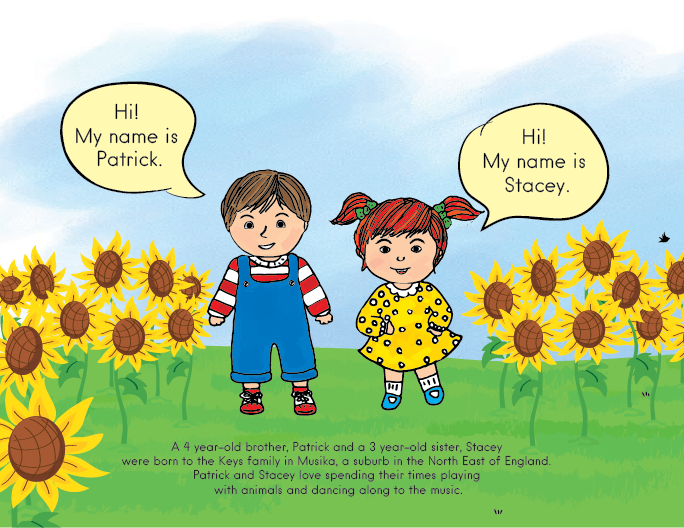 Hi!
My name is
Patrick.
Hi!
My name is
Stacey.
A 4 year-old brother, Patrick and a 3 year-old sister, Stacey
were born to the Keys family in Musika, a suburb in the North East of England.
Patrick and Stacey love spending their times playing
with animals and dancing along to the music.